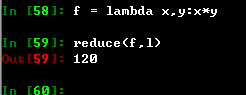 In [58]: f = lambda x,y:x*y
In [59]: reduce(f,l)
Out[59]: 120
In [60]: